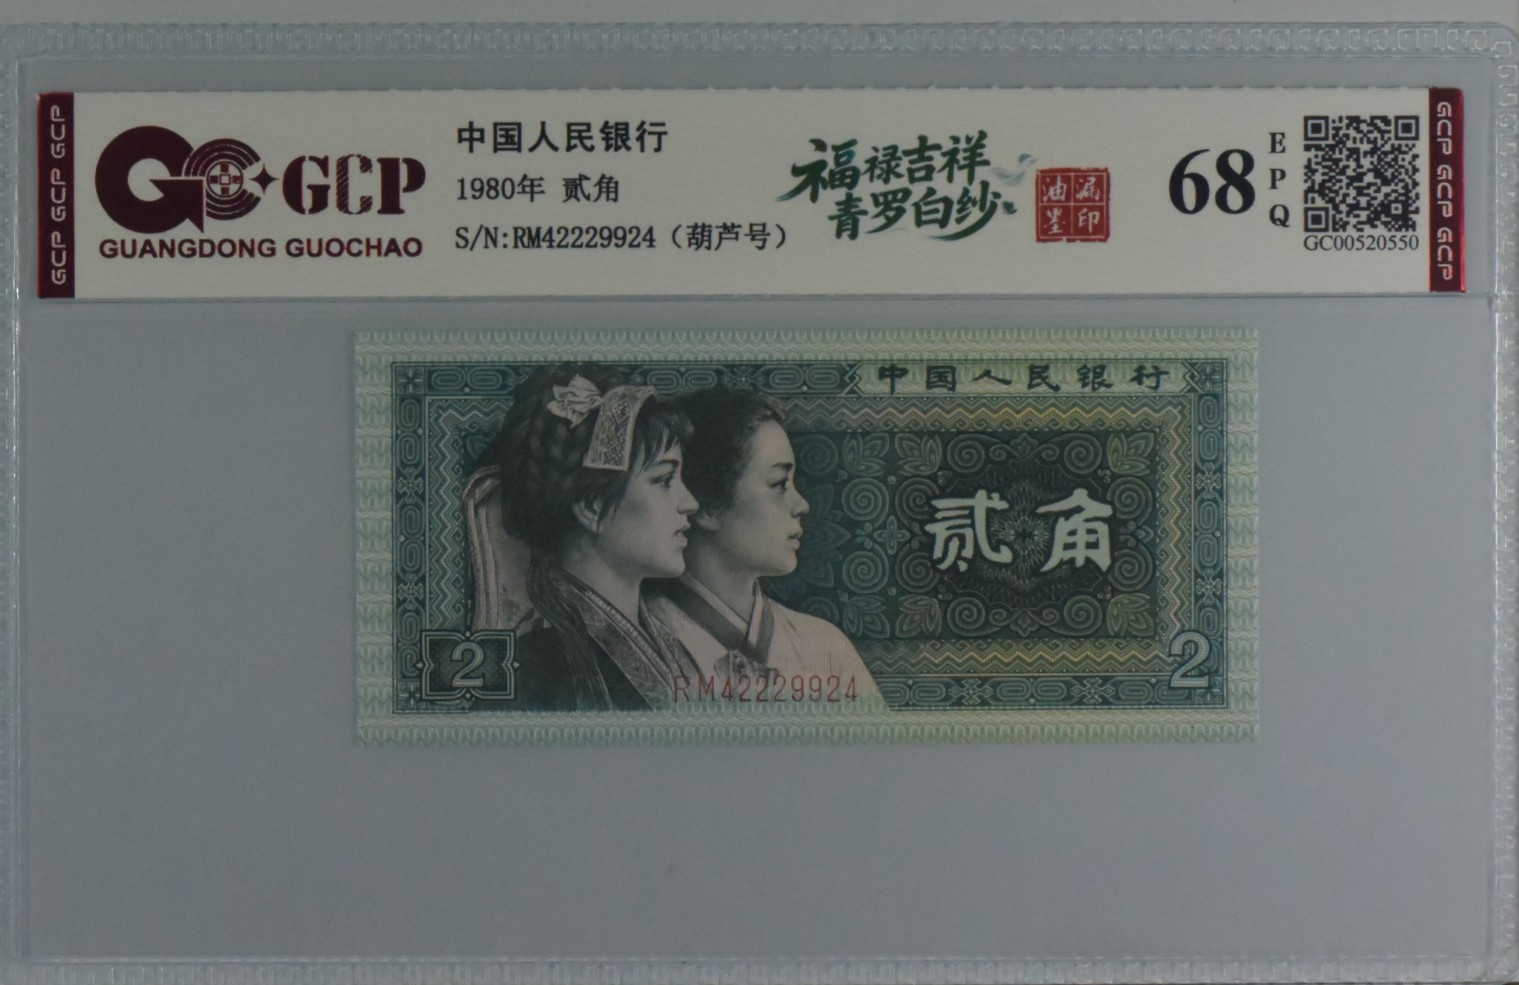 GCP GCP GCP
GCP
GUANGDONG GUOCHAO
中国人民银行
1980年 贰角
S/N:RM42229924（葫芦号）
福禄吉祥
青罗白纱
油漏
墨印
68
EPQ
GC00520550
GCP GCP GCP
中国人民银行
贰角
2
2
RM42229924